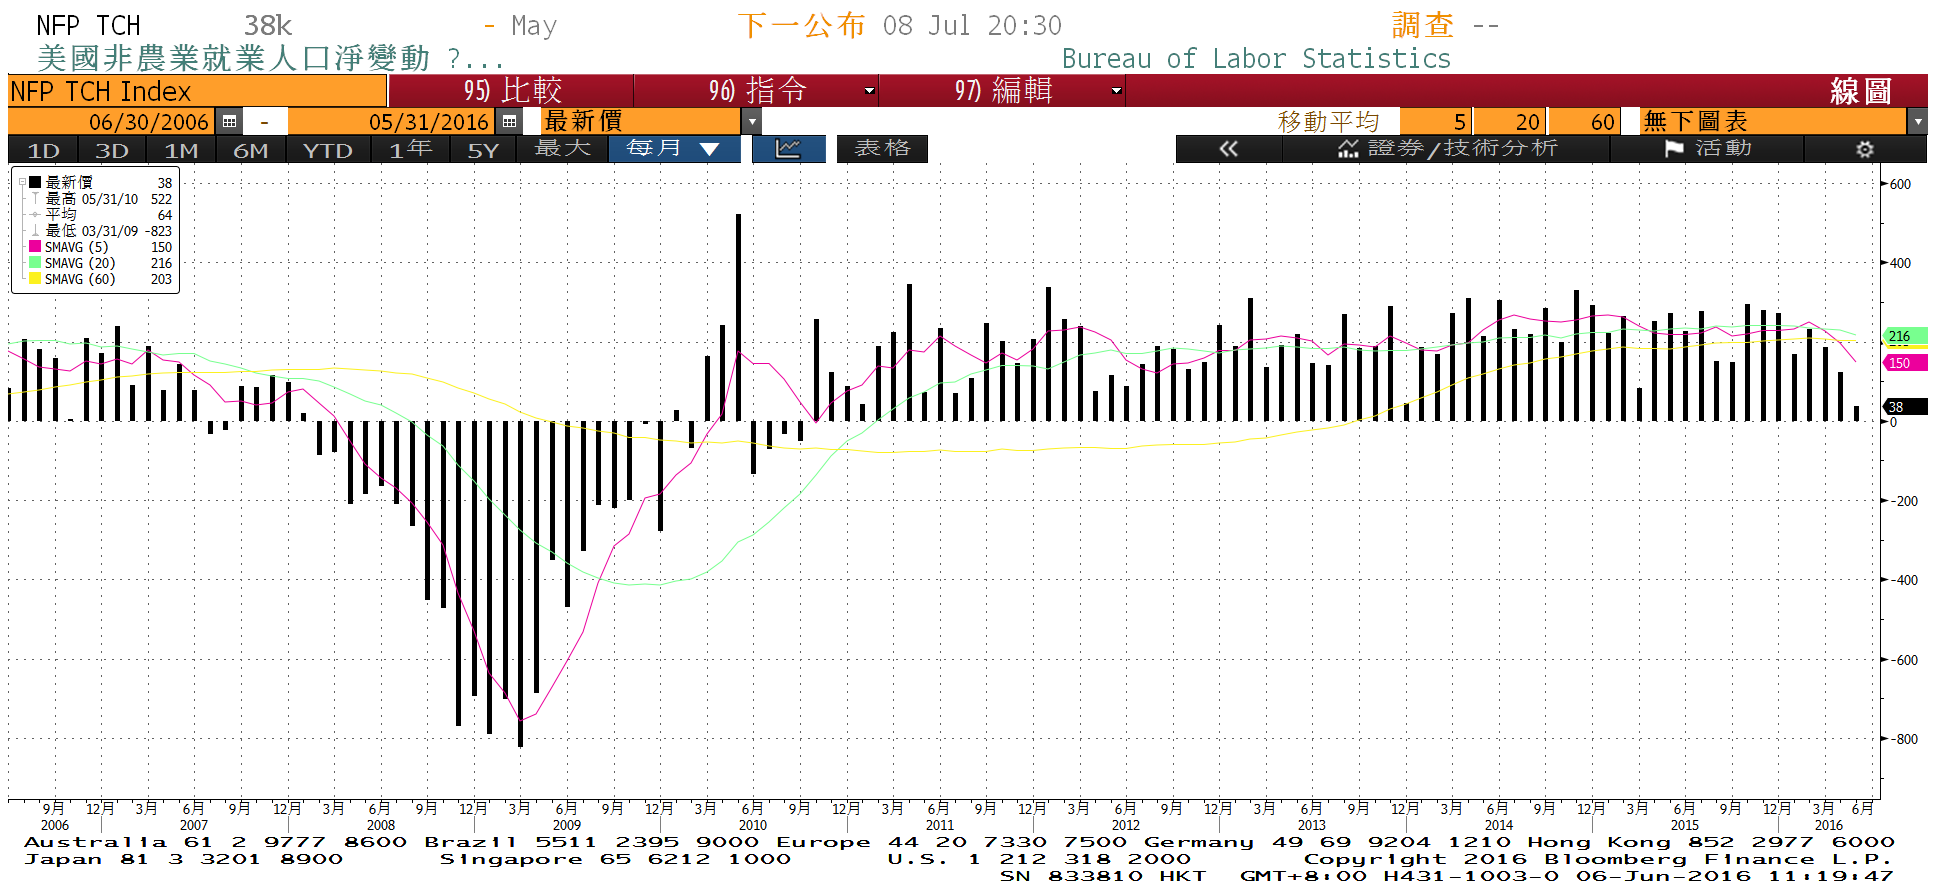 NFP TCH 38k - May 下一公布 08 Jul 20:30 調查 --
美國非農業就業人口淨變動 ?... Bureau of Labor Statistics
NFP TCH Index 95) 比較 96) 指令 97) 編輯 線圖
06/30/2006 - 05/31/2016 最新價 移動平均 5 20 60 無下圖表
1D 3D 1M 6M YTD 1年 5Y 最大 每月 ▼ 表格 « 證券/技術分析 活動
最新價 38
最高 05/31/10 522
平均 64
最低 03/31/09 -823
SMAVG (5) 150
SMAVG (20) 216
SMAVG (60) 203
600
400
216
150
38
0
-200
-400
-600
-800
9月 12月 3月 6月 9月 12月 3月 6月 9月 12月 3月 6月 9月 12月 3月 6月 9月 12月 3月 6月 9月 12月 3月 6月 9月 12月 3月 6月 9月 12月 3月 6月 9月 12月 3月 6月 9月 12月 3月 6月
2006 2007 2008 2009 2010 2011 2012 2013 2014 2015 2016
Australia 61 2 9777 8600 Brazil 5511 2395 9000 Europe 44 20 7330 7500 Germany 49 69 9204 1210 Hong Kong 852 2977 6000
Japan 81 3 3201 8900 Singapore 65 6212 1000 U.S. 1 212 318 2000 Copyright 2016 Bloomberg Finance L.P.
SN 833810 HKT GMT+8:00 H431-1003-0 06-Jun-2016 11:19:47